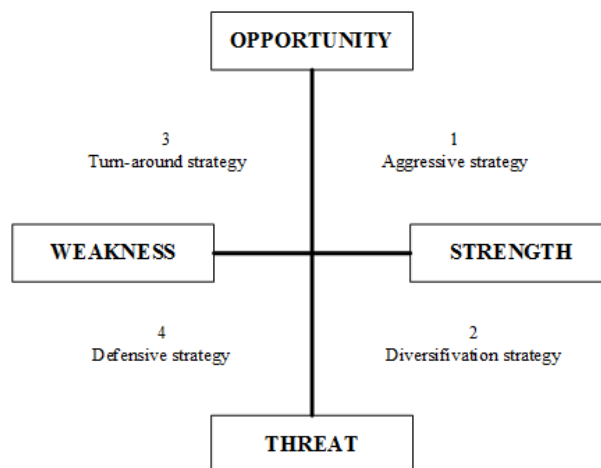 OPPORTUNITY
3
Turn-around strategy
1
Aggressive strategy
WEAKNESS
STRENGTH
4
Defensive strategy
2
Diversifivation strategy
THREAT